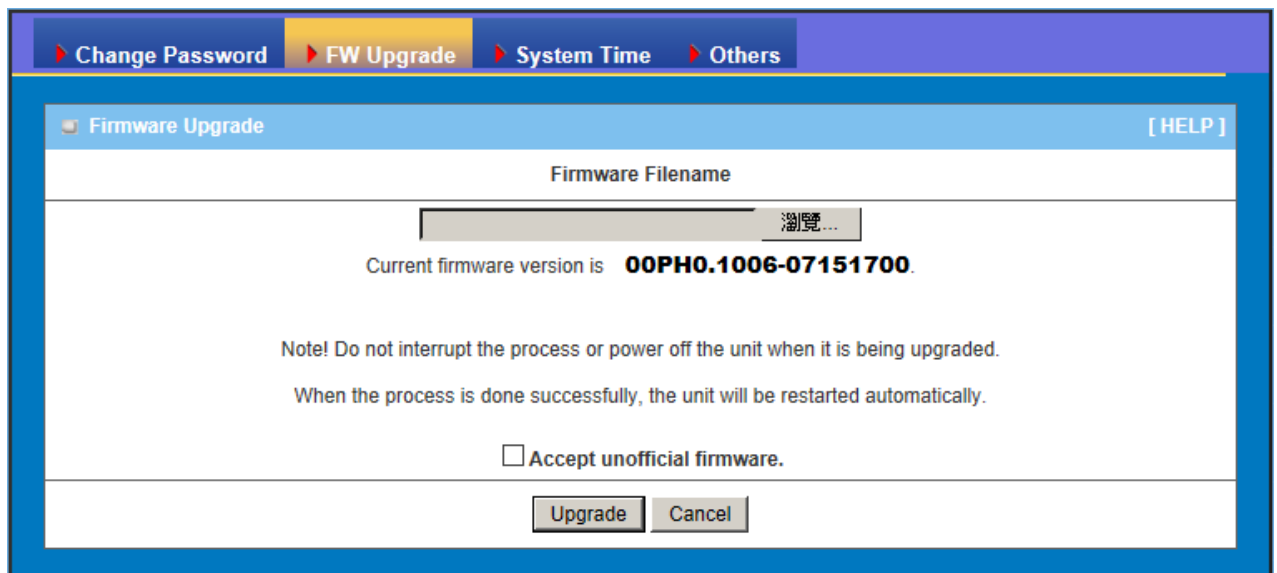 Change Password FW Upgrade System Time Others
Firmware Upgrade [ HELP ]
Firmware Filename
瀏覽...
Current firmware version is 00PH0.1006-07151700.
Note! Do not interrupt the process or power off the unit when it is being upgraded.
When the process is done successfully, the unit will be restarted automatically.
Accept unofficial firmware.
Upgrade Cancel